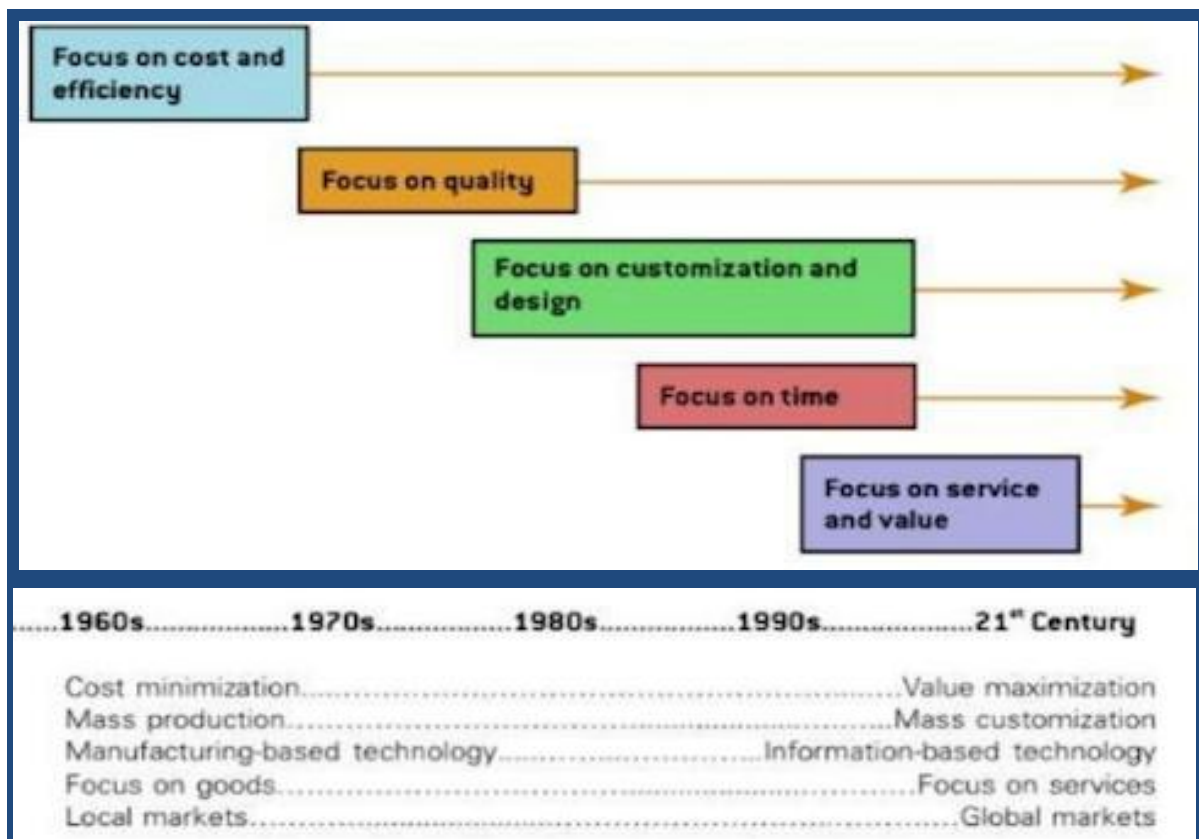 Focus on cost and
efficiency
Focus on quality
Focus on customization and
design
Focus on time
Focus on service
and value
......1960s.................1970s................1980s................1990s..................21st Century
Cost minimization..........................................................Value maximization
Mass production..........................................................Mass customization
Manufacturing-based technology..........................Information-based technology
Focus on goods..............................................................Focus on services
Local markets....................................................................Global markets